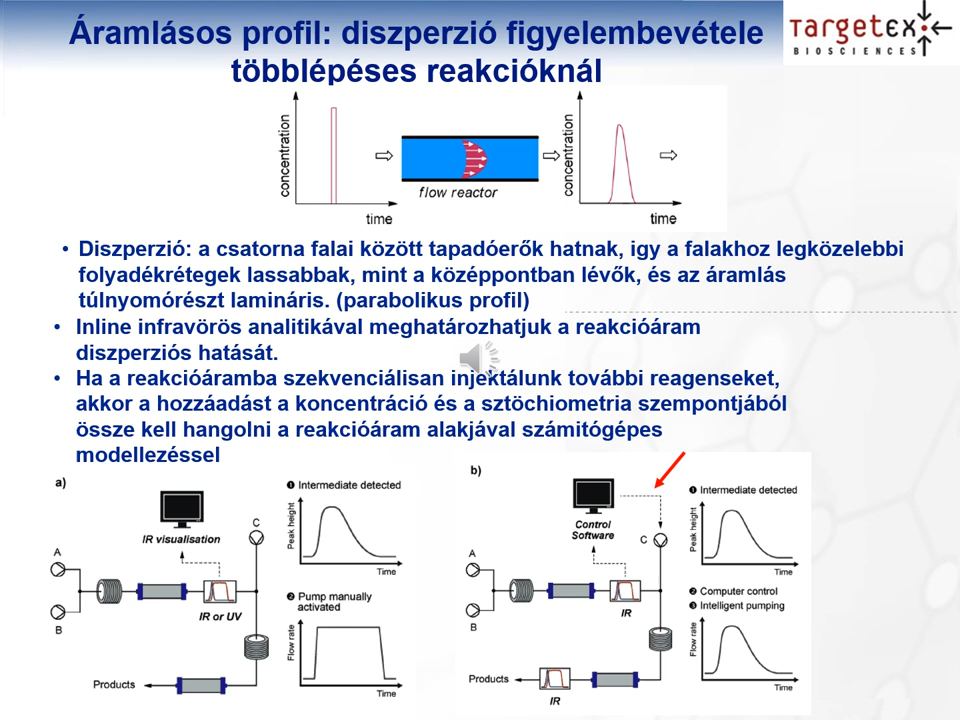 Áramlásos profil: diszperzió figyelembevétele
többlépéses reakcióknál
TARGETEX
BIOSCIENCES
concentration
time
flow reactor
concentration
time
• Diszperzió: a csatorna falai között tapadóerők hatnak, igy a falakhoz legközelebbi
folyadékrétegek lassabbak, mint a középpontban lévők, és az áramlás
túlnyomórészt lamináris. (parabolikus profil)
• Inline infravörös analitikával meghatározhatjuk a reakcióáram
diszperziós hatását.
• Ha a reakcióáramba szekvenciálisan injektálunk további reagenseket,
akkor a hozzáadást a koncentráció és a sztöchiometria szempontjából
össze kell hangolni a reakcióáram alakjával számitógépes
modellezéssel
a)
IR visualisation
A
B
C
IR or UV
Products
❶ Intermediate detected
Peak height
Time
❷ Pump manually
activated
Flow rate
Time
b)
Control
Software
A
B
C
IR
Products
IR
❶ Intermediate detected
Peak height
Time
❷ Computer control
❸ Intelligent pumping
Flow rate
Time